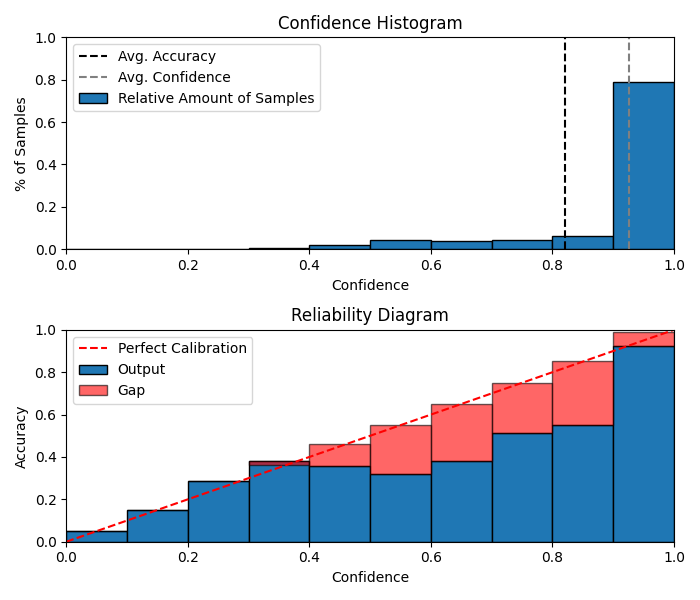 Confidence Histogram
1.0
0.8
0.6
0.4
0.2
0.0
% of Samples
Avg. Accuracy
Avg. Confidence
Relative Amount of Samples
0.0 0.2 0.4 0.6 0.8 1.0
Confidence
Reliability Diagram
1.0
0.8
0.6
0.4
0.2
0.0
Accuracy
Perfect Calibration
Output
Gap
0.0 0.2 0.4 0.6 0.8 1.0
Confidence